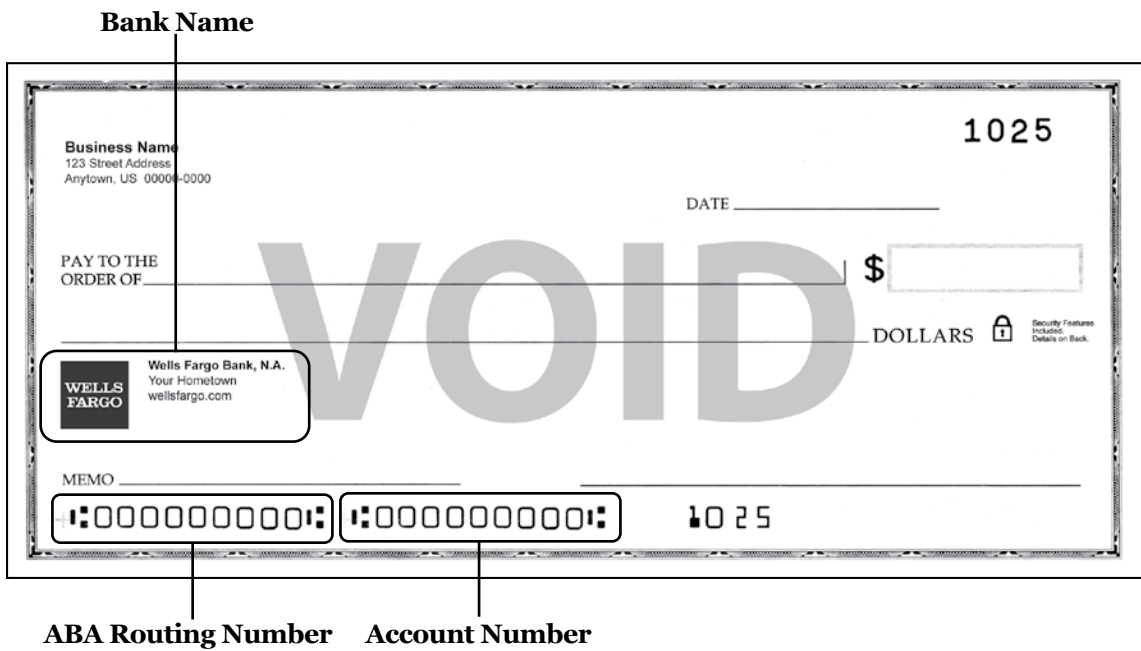 Bank Name
1025
Business Name
123 Street Address
Anytown, US 00000-0000
DATE
PAY TO THE
ORDER OF
$
VOID
DOLLARS
Security Features
Included.
Details on Back.
WELLS
FARGO
Wells Fargo Bank, N.A.
Your Hometown
wellsfargo.com
MEMO
⑆000000000⑆ ⑆000000000⑆ 1025
ABA Routing Number Account Number